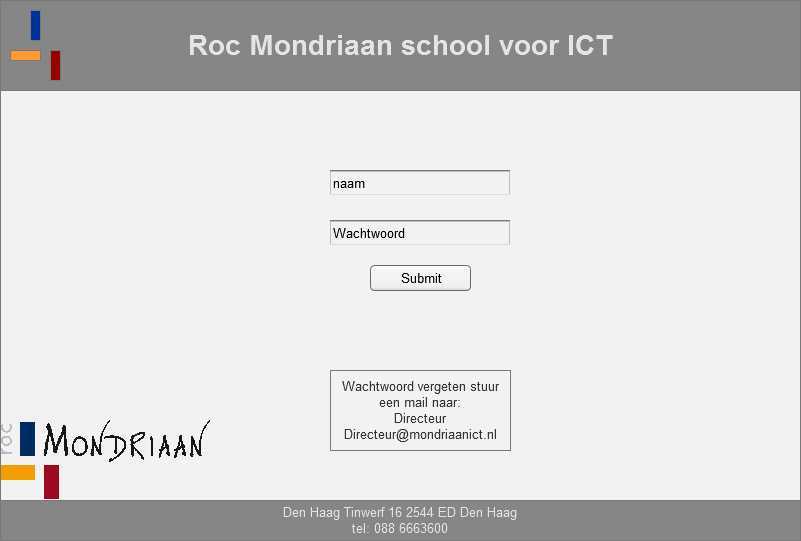 Roc Mondriaan school voor ICT
naam
Wachtwoord
Submit
Wachtwoord vergeten stuur
een mail naar:
Directeur
Directeur@mondriaanict.nl
roc
MONDRIAAN
Den Haag Tinwerf 16 2544 ED Den Haag
tel: 088 6663600